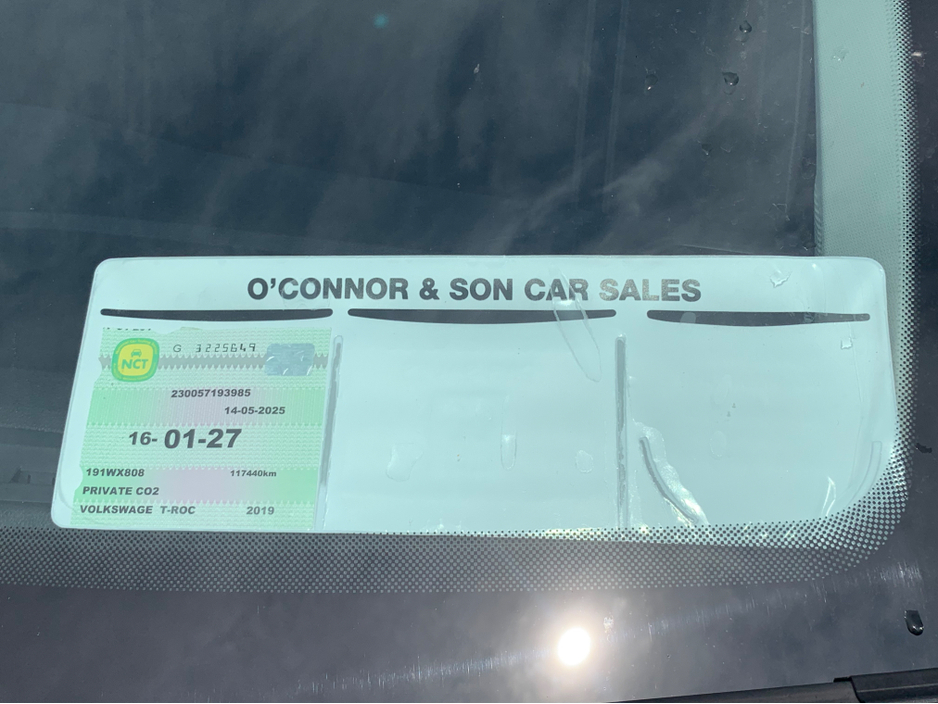 O'CONNOR & SON CAR SALES
NCT
G 3225649
230057193985
14-05-2025
16-01-27
191WX808 117440km
PRIVATE CO2
VOLKSWAGE T-ROC 2019